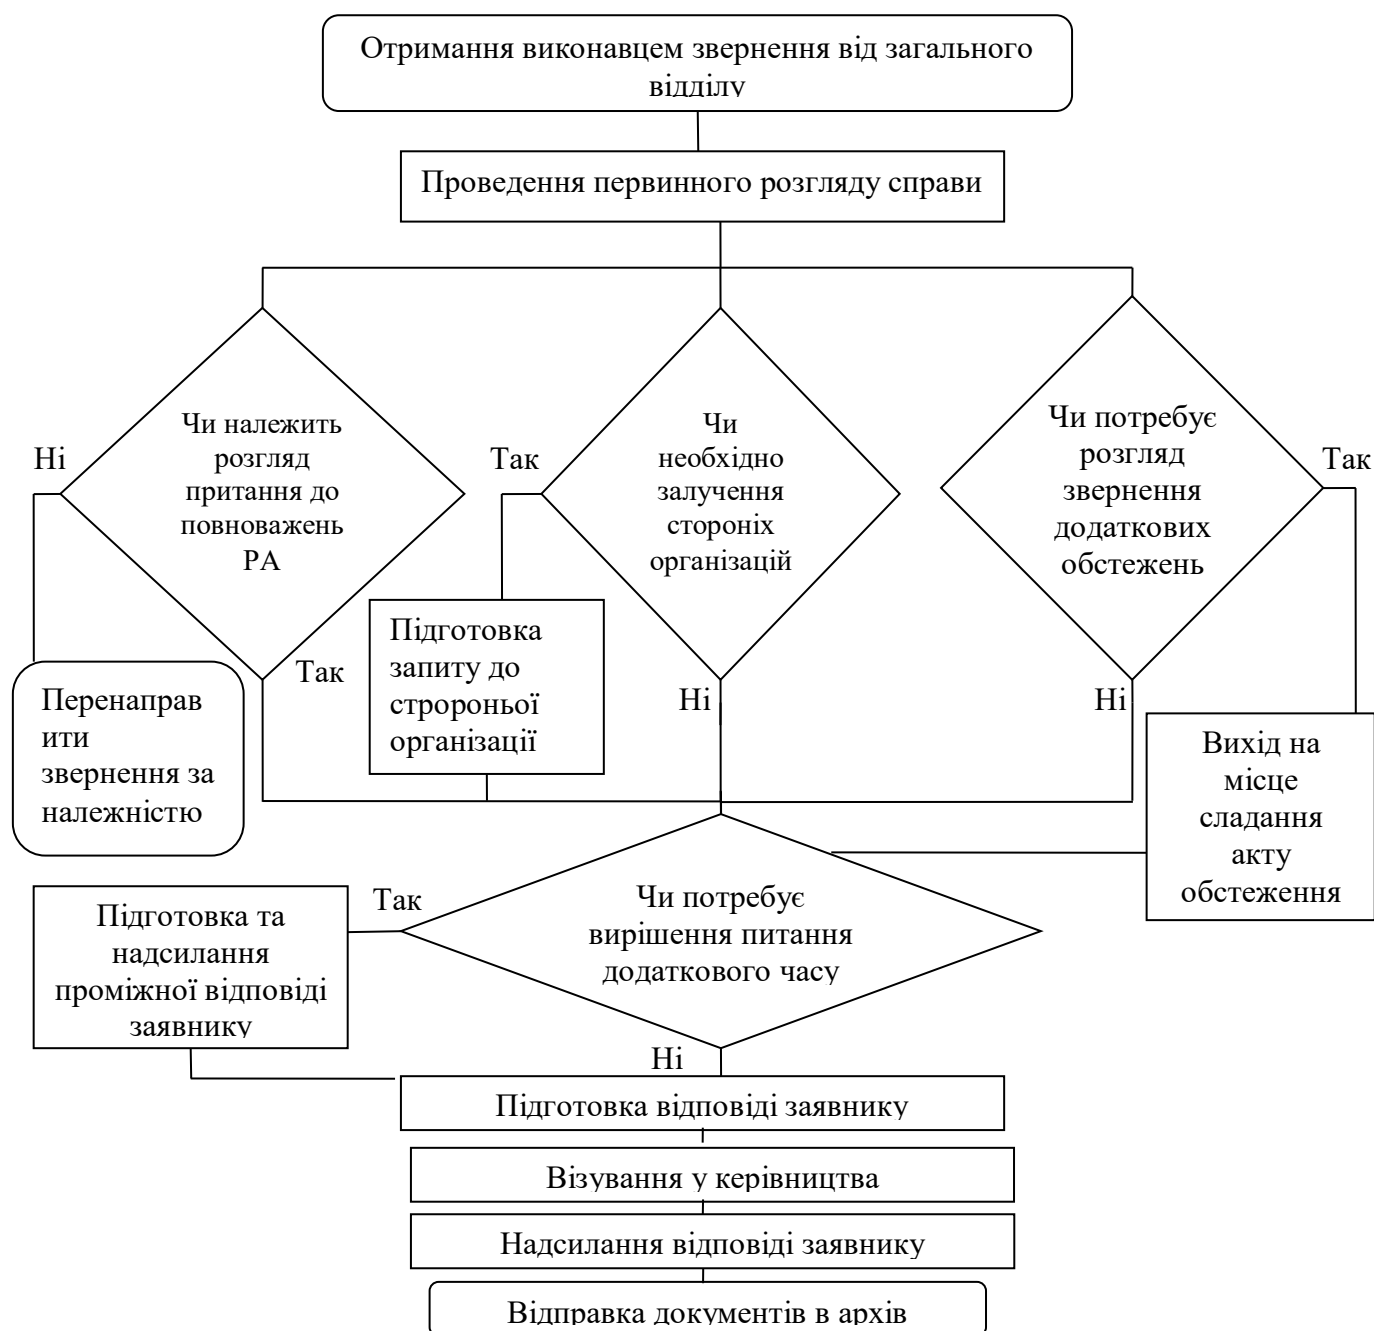 Отримання виконавцем звернення від загального
відділу
Проведення первинного розгляду справи
Ні
Чи належить
розгляд
притання до
повноважень
РА
Так
Так
Чи
необхідно
залучення
стороніх
організацій
Ні
Чи потребує
розгляд
звернення
додаткових
обстежень
Так
Ні
Перенаправ
ити
звернення за
належністю
Підготовка
запиту до
стророньої
організації
Вихід на
місце
сладання
акту
обстеження
Так
Чи потребує
вирішення питання
додаткового часу
Ні
Підготовка та
надсилання
проміжної відповіді
заявнику
Підготовка відповіді заявнику
Візування у керівництва
Надсилання відповіді заявнику
Відправка документів в архів